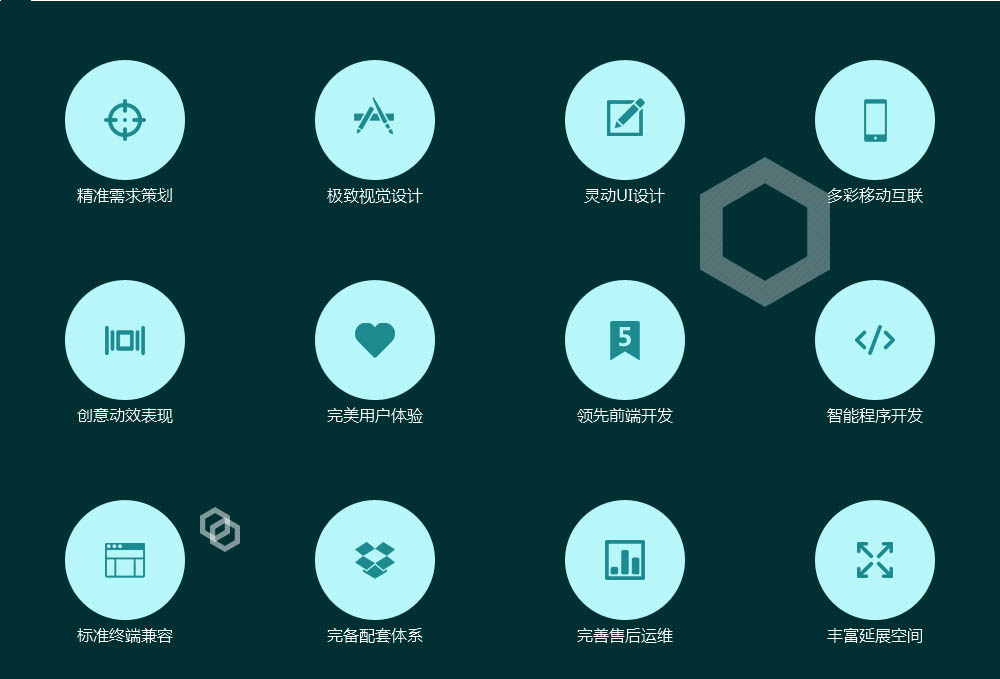 精准需求策划
极致视觉设计
灵动UI设计
多彩移动互联
5
创意动效表现
完美用户体验
领先前端开发
智能程序开发
标准终端兼容
完备配套体系
完善售后运维
丰富延展空间